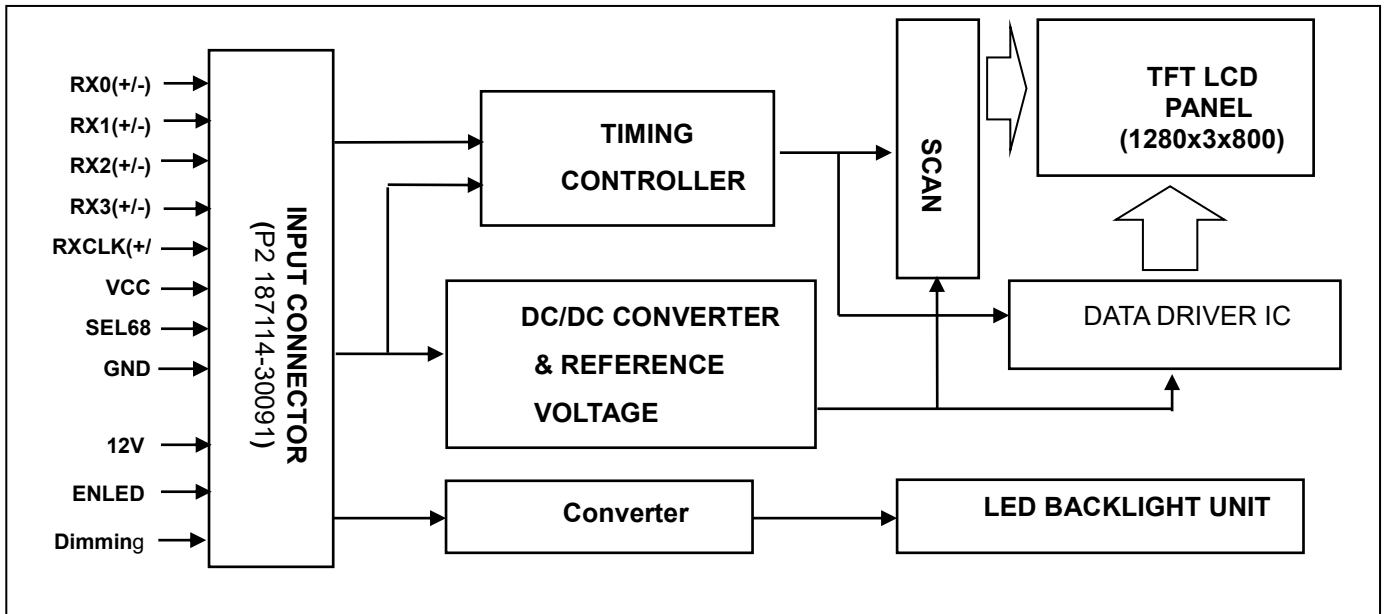 RX0(+/-)
RX1(+/-)
RX2(+/-)
RX3(+/-)
RXCLK(+/
VCC
SEL68
GND
12V
ENLED
Dimming
INPUT CONNECTOR
(P2 187114-30091)
TIMING
CONTROLLER
DC/DC CONVERTER
& REFERENCE
VOLTAGE
Converter
SCAN
TFT LCD
PANEL
(1280x3x800)
DATA DRIVER IC
LED BACKLIGHT UNIT